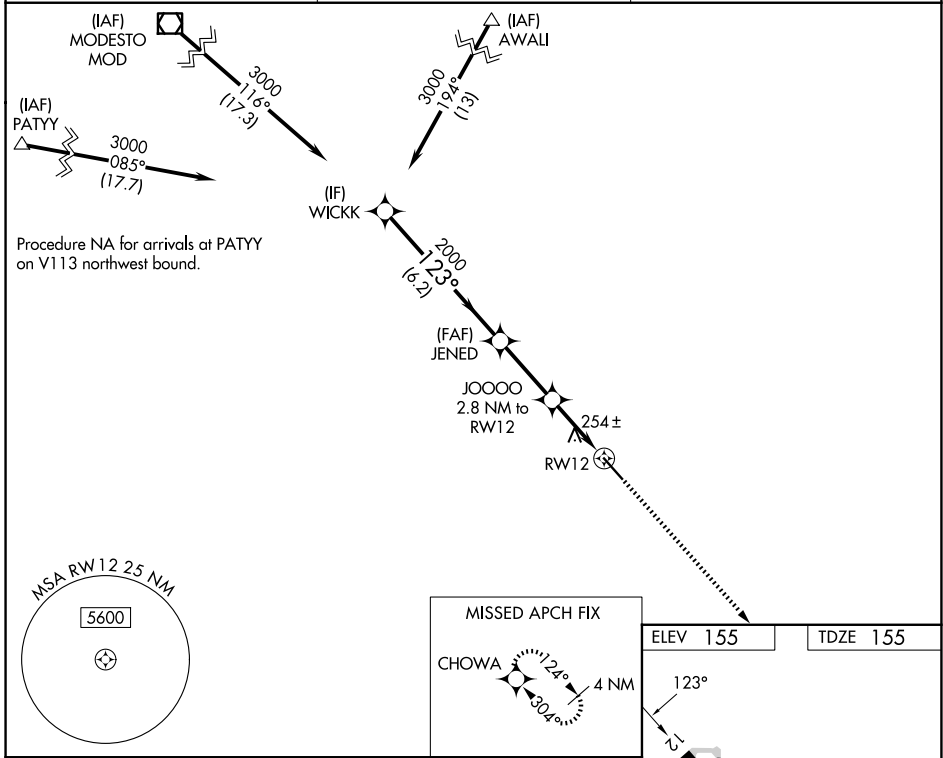 (IAF)
MODESTO
MOD
3000
116°
(17.3)
(IAF)
AWALI
3000
194°
(13)
(IAF)
PATYY
3000
085°
(17.7)
(IF)
WICKK
2000
123°
(6.2)
Procedure NA for arrivals at PATYY
on V113 northwest bound.
(FAF)
JENED
JOOOO
2.8 NM to
RW12
254±
RW12
MSA RW12 25 NM
5600
MISSED APCH FIX
CHOWA
124°
4 NM
304°
ELEV 155
TDZE 155
123°
12